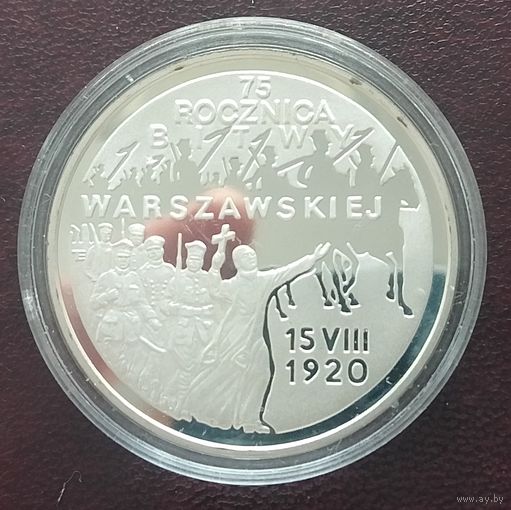 75
ROCZNICA
BITWY
WARSZAWSKIEJ
15 VIII
1920
www.ay.by